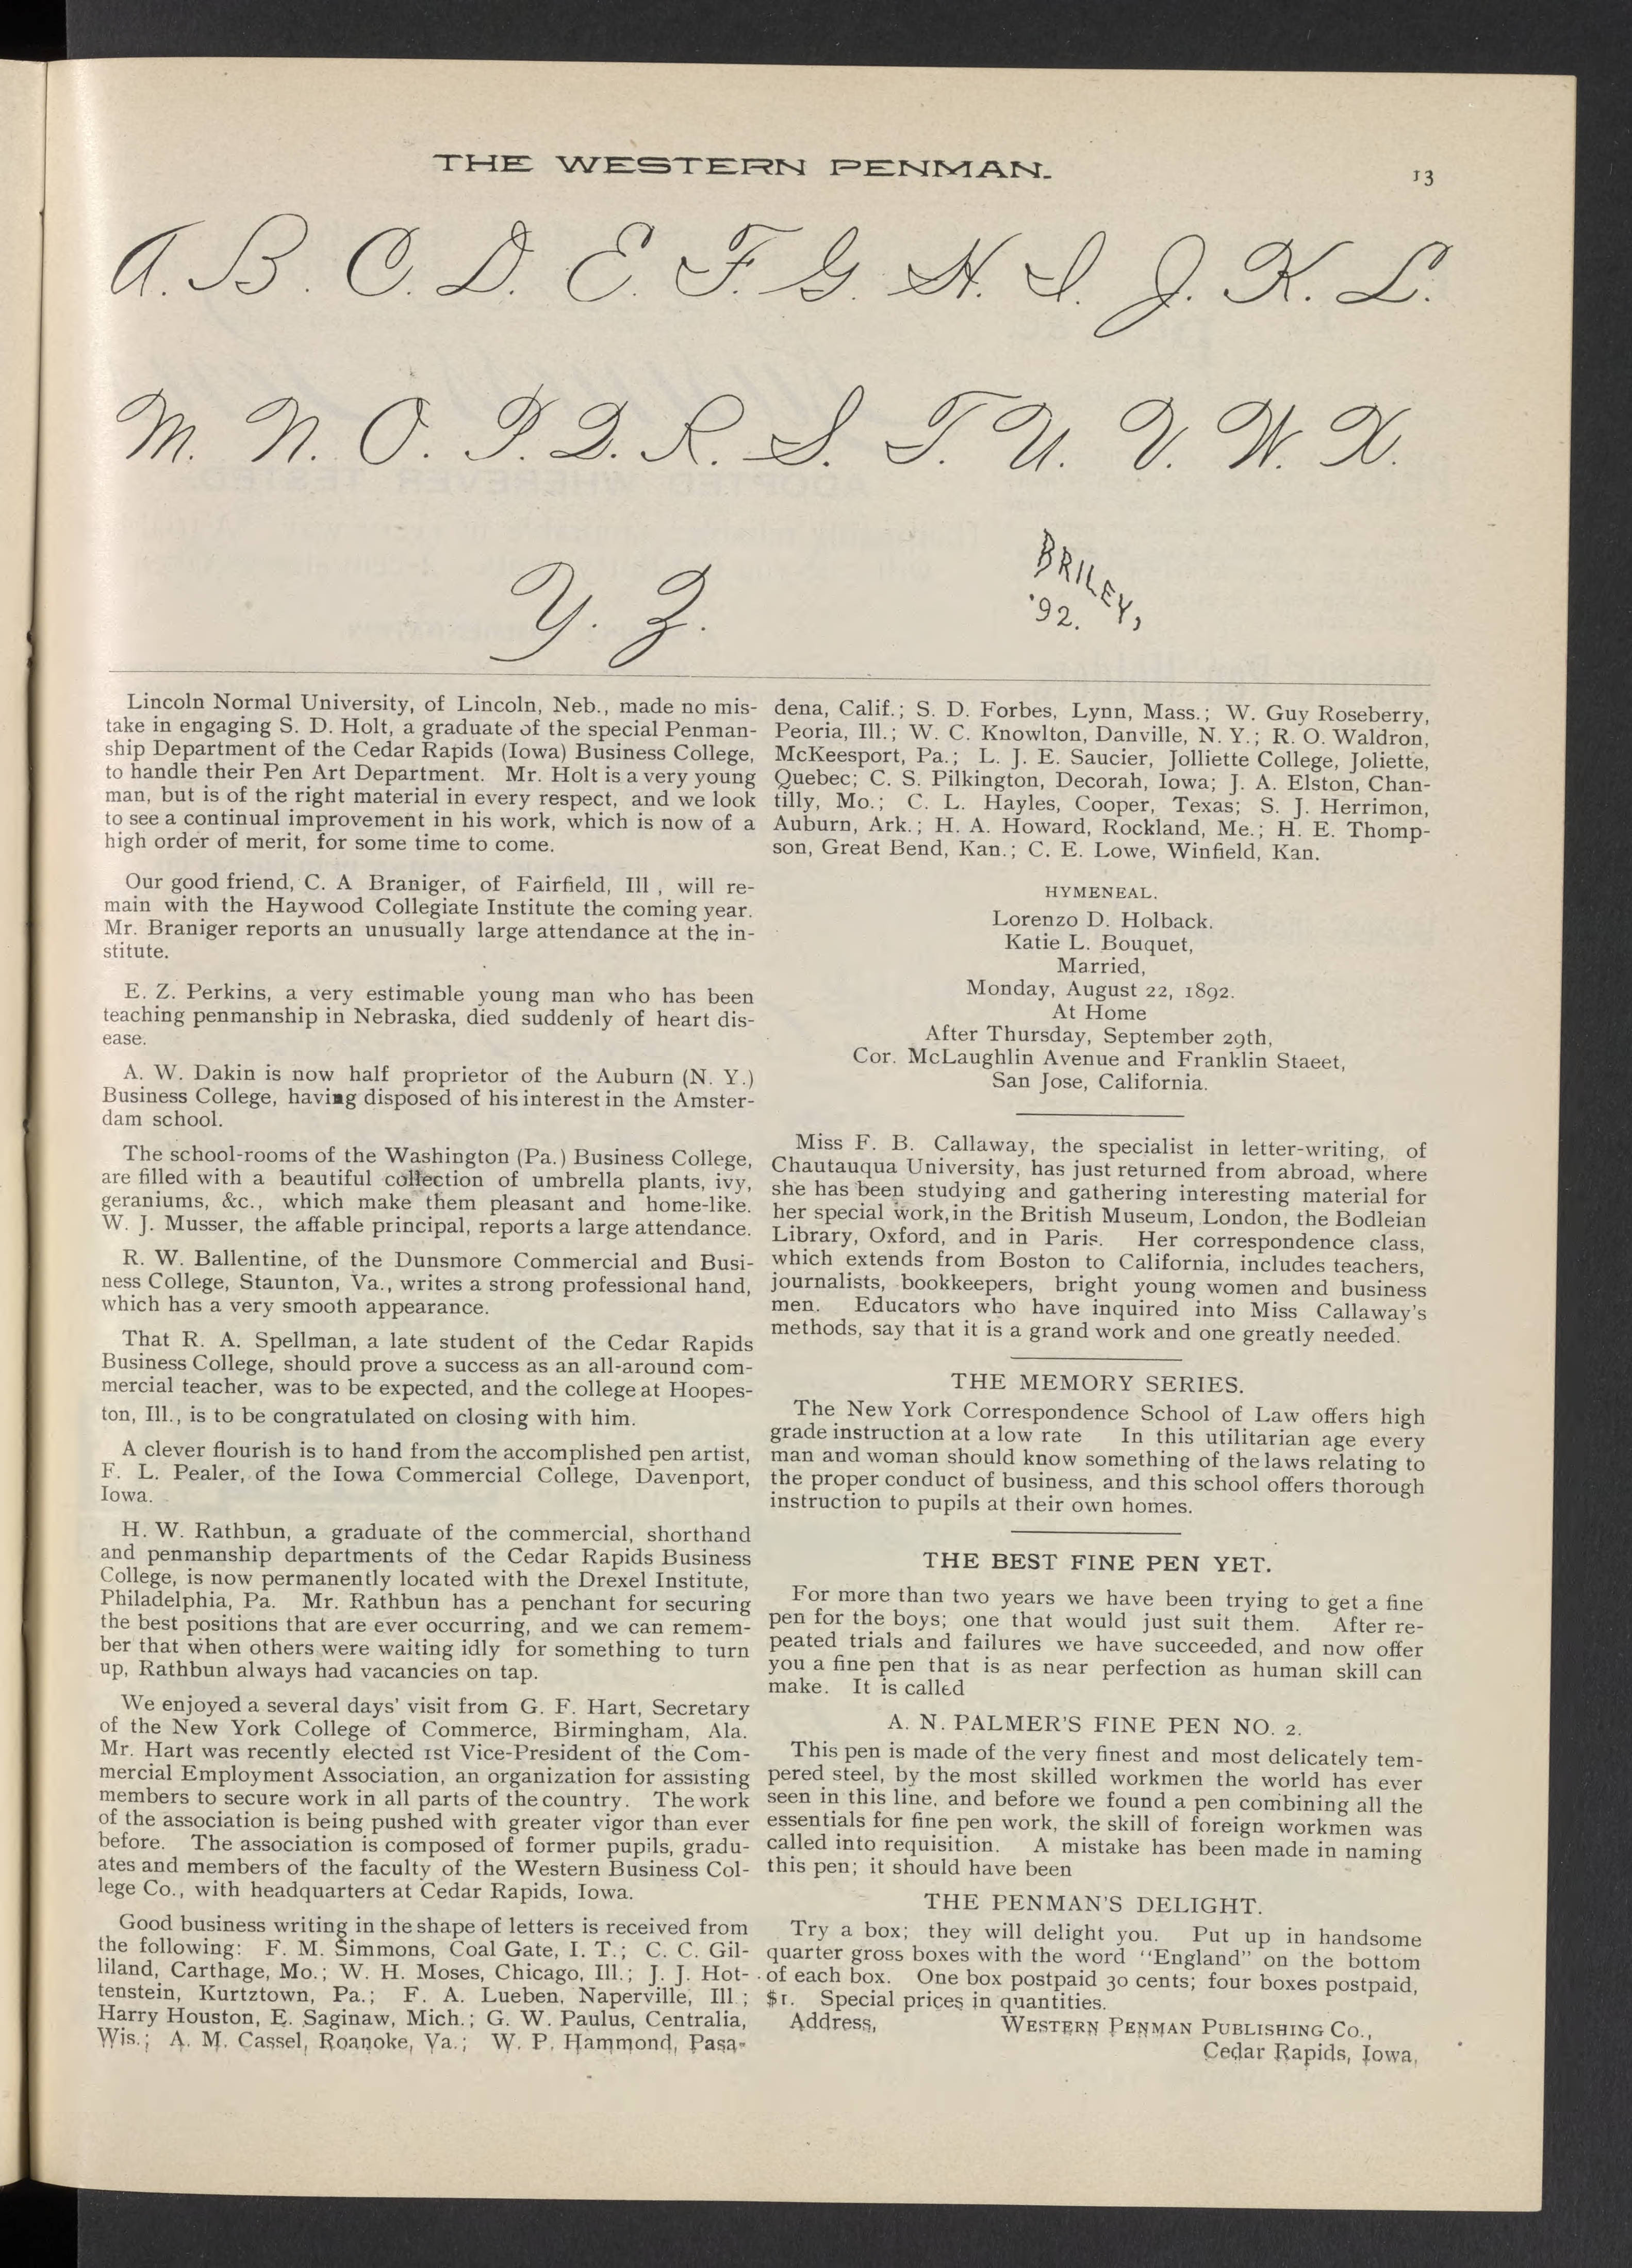 THE WESTERN PENMAN.
13
A. B. C. D. E. F. G. H. I. J. K. L.
M. N. O. P. Q. R. S. T. U. V. W. X.
Y. Z.
BRILEY,
'92.
Lincoln Normal University, of Lincoln, Neb., made no mis-
take in engaging S. D. Holt, a graduate of the special Penman-
ship Department of the Cedar Rapids (Iowa) Business College,
to handle their Pen Art Department. Mr. Holt is a very young
man, but is of the right material in every respect, and we look
to see a continual improvement in his work, which is now of a
high order of merit, for some time to come.
Our good friend, C. A Braniger, of Fairfield, Ill , will re-
main with the Haywood Collegiate Institute the coming year.
Mr. Braniger reports an unusually large attendance at the in-
stitute.
E. Z. Perkins, a very estimable young man who has been
teaching penmanship in Nebraska, died suddenly of heart dis-
ease.
A. W. Dakin is now half proprietor of the Auburn (N. Y.)
Business College, having disposed of his interest in the Amster-
dam school.
The school-rooms of the Washington (Pa.) Business College,
are filled with a beautiful collection of umbrella plants, ivy,
geraniums, &c., which make them pleasant and home-like.
W. J. Musser, the affable principal, reports a large attendance.
R. W. Ballentine, of the Dunsmore Commercial and Busi-
ness College, Staunton, Va., writes a strong professional hand,
which has a very smooth appearance.
That R. A. Spellman, a late student of the Cedar Rapids
Business College, should prove a success as an all-around com-
mercial teacher, was to be expected, and the college at Hoopes-
ton, Ill., is to be congratulated on closing with him.
A clever flourish is to hand from the accomplished pen artist,
F. L. Pealer, of the Iowa Commercial College, Davenport,
Iowa.
H. W. Rathbun, a graduate of the commercial, shorthand
and penmanship departments of the Cedar Rapids Business
College, is now permanently located with the Drexel Institute,
Philadelphia, Pa. Mr. Rathbun has a penchant for securing
the best positions that are ever occurring, and we can remem-
ber that when others were waiting idly for something to turn
up, Rathbun always had vacancies on tap.
We enjoyed a several days' visit from G. F. Hart, Secretary
of the New York College of Commerce, Birmingham, Ala.
Mr. Hart was recently elected 1st Vice-President of the Com-
mercial Employment Association, an organization for assisting
members to secure work in all parts of the country. The work
of the association is being pushed with greater vigor than ever
before. The association is composed of former pupils, gradu-
ates and members of the faculty of the Western Business Col-
lege Co., with headquarters at Cedar Rapids, Iowa.
Good business writing in the shape of letters is received from
the following: F. M. Simmons, Coal Gate, I. T.; C. C. Gil-
liland, Carthage, Mo.; W. H. Moses, Chicago, Ill.; J. J. Hot-
tenstein, Kurtztown, Pa.; F. A. Lueben, Naperville, Ill.;
Harry Houston, E. Saginaw, Mich.; G. W. Paulus, Centralia,
Wis.; A. M. Cassel, Roanoke, Va.; W. P. Hammond, Pasa-
dena, Calif.; S. D. Forbes, Lynn, Mass.; W. Guy Roseberry,
Peoria, Ill.; W. C. Knowlton, Danville, N. Y.; R. O. Waldron,
McKeesport, Pa.; L. J. E. Saucier, Jolliette College, Joliette,
Quebec; C. S. Pilkington, Decorah, Iowa; J. A. Elston, Chan-
tilly, Mo.; C. L. Hayles, Cooper, Texas; S. J. Herrimon,
Auburn, Ark.; H. A. Howard, Rockland, Me.; H. E. Thomp-
son, Great Bend, Kan.; C. E. Lowe, Winfield, Kan.
HYMENEAL.
Lorenzo D. Holback.
Katie L. Bouquet,
Married,
Monday, August 22, 1892.
At Home
After Thursday, September 29th,
Cor. McLaughlin Avenue and Franklin Staeet,
San Jose, California.
Miss F. B. Callaway, the specialist in letter-writing, of
Chautauqua University, has just returned from abroad, where
she has been studying and gathering interesting material for
her special work, in the British Museum, London, the Bodleian
Library, Oxford, and in Paris. Her correspondence class,
which extends from Boston to California, includes teachers,
journalists, bookkeepers, bright young women and business
men. Educators who have inquired into Miss Callaway's
methods, say that it is a grand work and one greatly needed.
THE MEMORY SERIES.
The New York Correspondence School of Law offers high
grade instruction at a low rate In this utilitarian age every
man and woman should know something of the laws relating to
the proper conduct of business, and this school offers thorough
instruction to pupils at their own homes.
THE BEST FINE PEN YET.
For more than two years we have been trying to get a fine
pen for the boys; one that would just suit them. After re-
peated trials and failures we have succeeded, and now offer
you a fine pen that is as near perfection as human skill can
make. It is called
A. N. PALMER'S FINE PEN NO. 2.
This pen is made of the very finest and most delicately tem-
pered steel, by the most skilled workmen the world has ever
seen in this line, and before we found a pen combining all the
essentials for fine pen work, the skill of foreign workmen was
called into requisition. A mistake has been made in naming
this pen; it should have been
THE PENMAN'S DELIGHT.
Try a box; they will delight you. Put up in handsome
quarter gross boxes with the word "England" on the bottom
of each box. One box postpaid 30 cents; four boxes postpaid,
$1. Special prices in quantities.
Address, WESTERN PENMAN PUBLISHING CO.,
Cedar Rapids, Iowa,